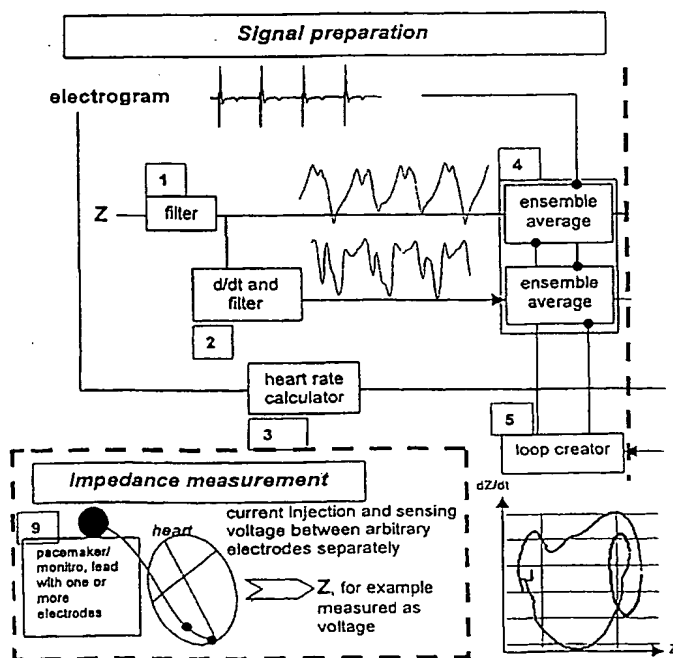 Signal preparation
electrogram
1
4
Z
filter
ensemble
average
d/dt and
filter
ensemble
average
2
heart rate
calculator
3
5
loop creator
Impedance measurement
dZ/dt
9
pacemaker/
monitro, lead
with one or
more
electrodes
heart
current injection and sensing
voltage between arbitrary
electrodes separately
Z, for example
measured as
voltage
Z